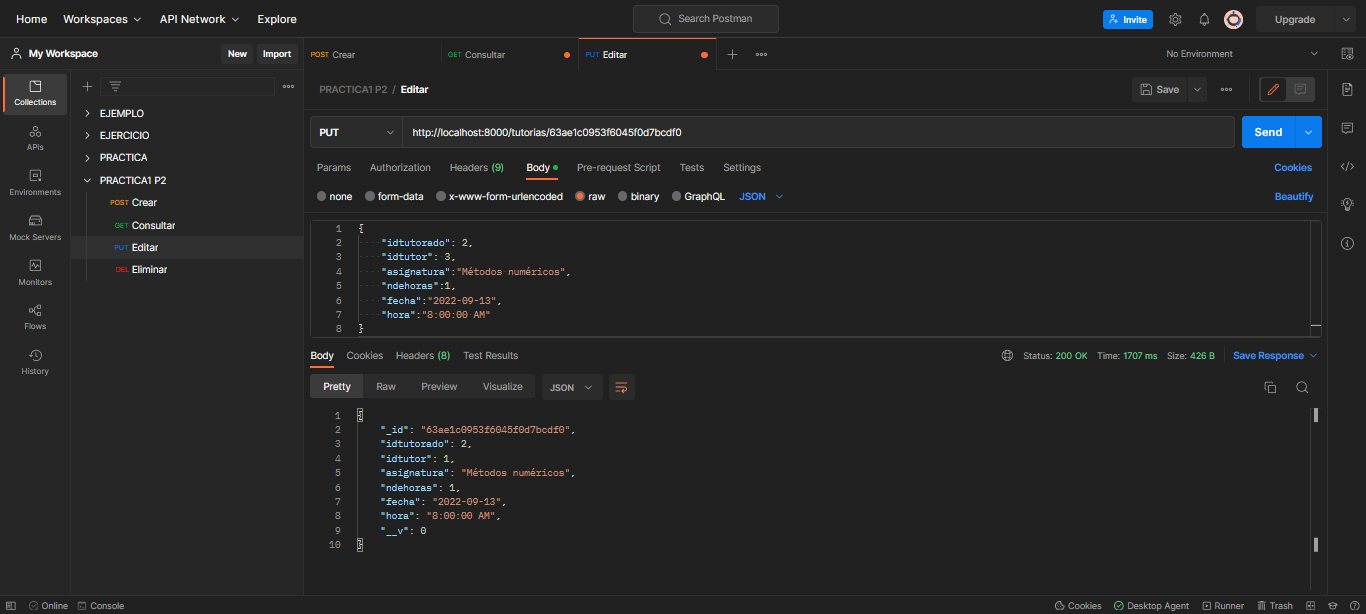 Home Workspaces API Network Explore Search Postman Invite Upgrade
My Workspace New Import POST Crear GET Consultar PUT Editar No Environment
Collections
APIs
Environments
Mock Servers
Monitors
Flows
History
EJEMPLO
EJERCICIO
PRACTICA
PRACTICA1 P2
POST Crear
GET Consultar
PUT Editar
DEL Eliminar
PRACTICA1 P2 / Editar Save
PUT http://localhost:8000/tutorias/63ae1c0953f6045f0d7bcdf0 Send
Params Authorization Headers (9) Body Pre-request Script Tests Settings Cookies
none form-data x-www-form-urlencoded raw binary GraphQL JSON Beautify
1 {
2 "idtutorado": 2,
3 "idtutor": 3,
4 "asignatura":"Métodos numéricos",
5 "ndehoras":1,
6 "fecha":"2022-09-13",
7 "hora":"8:00:00 AM"
8 }
Body Cookies Headers (8) Test Results Status: 200 OK Time: 1707 ms Size: 426 B Save Response
Pretty Raw Preview Visualize JSON
1 {
2 "_id": "63ae1c0953f6045f0d7bcdf0",
3 "idtutorado": 2,
4 "idtutor": 1,
5 "asignatura": "Métodos numéricos",
6 "ndehoras": 1,
7 "fecha": "2022-09-13",
8 "hora": "8:00:00 AM",
9 "__v": 0
10 }
Online Console Cookies Desktop Agent Runner Trash